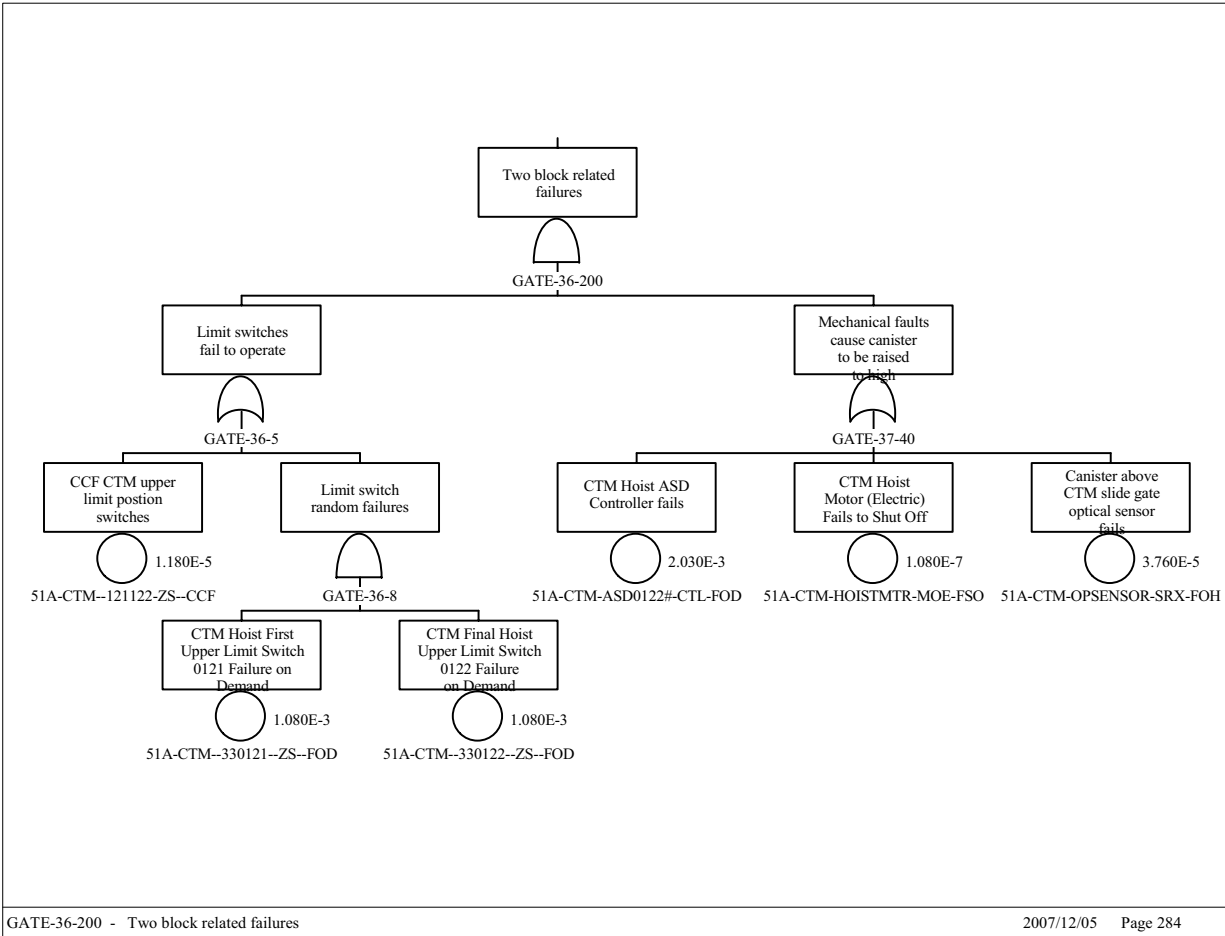 Two block related
failures
GATE-36-200
Limit switches
fail to operate
Mechanical faults
cause canister
to be raised
to high
GATE-36-5
GATE-37-40
CCF CTM upper
limit postion
switches
Limit switch
random failures
CTM Hoist ASD
Controller fails
CTM Hoist
Motor (Electric)
Fails to Shut Off
Canister above
CTM slide gate
optical sensor
fails
1.180E-5
2.030E-3
1.080E-7
3.760E-5
51A-CTM--121122-ZS--CCF
GATE-36-8
51A-CTM-ASD0122#-CTL-FOD
51A-CTM-HOISTMTR-MOE-FSO
51A-CTM-OPSENSOR-SRX-FOH
CTM Hoist First
Upper Limit Switch
0121 Failure on
Demand
CTM Final Hoist
Upper Limit Switch
0122 Failure
on Demand
1.080E-3
1.080E-3
51A-CTM--330121--ZS--FOD
51A-CTM--330122--ZS--FOD
GATE-36-200 - Two block related failures
2007/12/05 Page 284